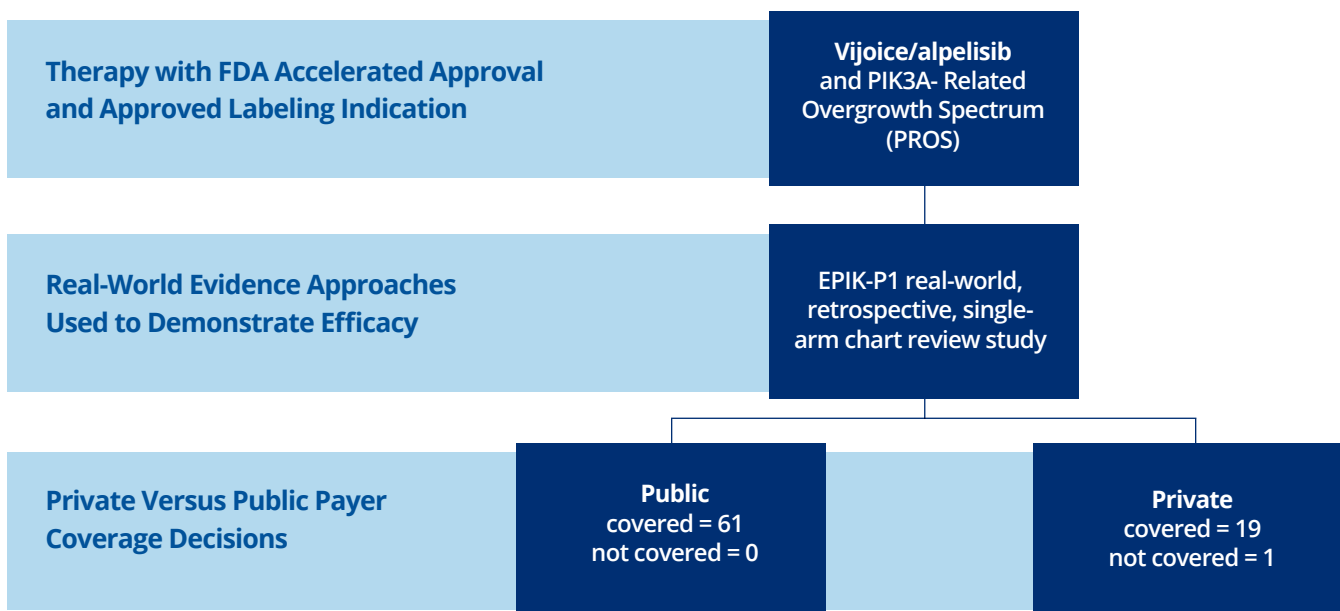 Therapy with FDA Accelerated Approval
and Approved Labeling Indication
Vijoice/alpelisib
and PIK3A- Related
Overgrowth Spectrum
(PROS)
Real-World Evidence Approaches
Used to Demonstrate Efficacy
EPIK-P1 real-world,
retrospective, single-
arm chart review study
Private Versus Public Payer
Coverage Decisions
Public
covered = 61
not covered = 0
Private
covered = 19
not covered = 1